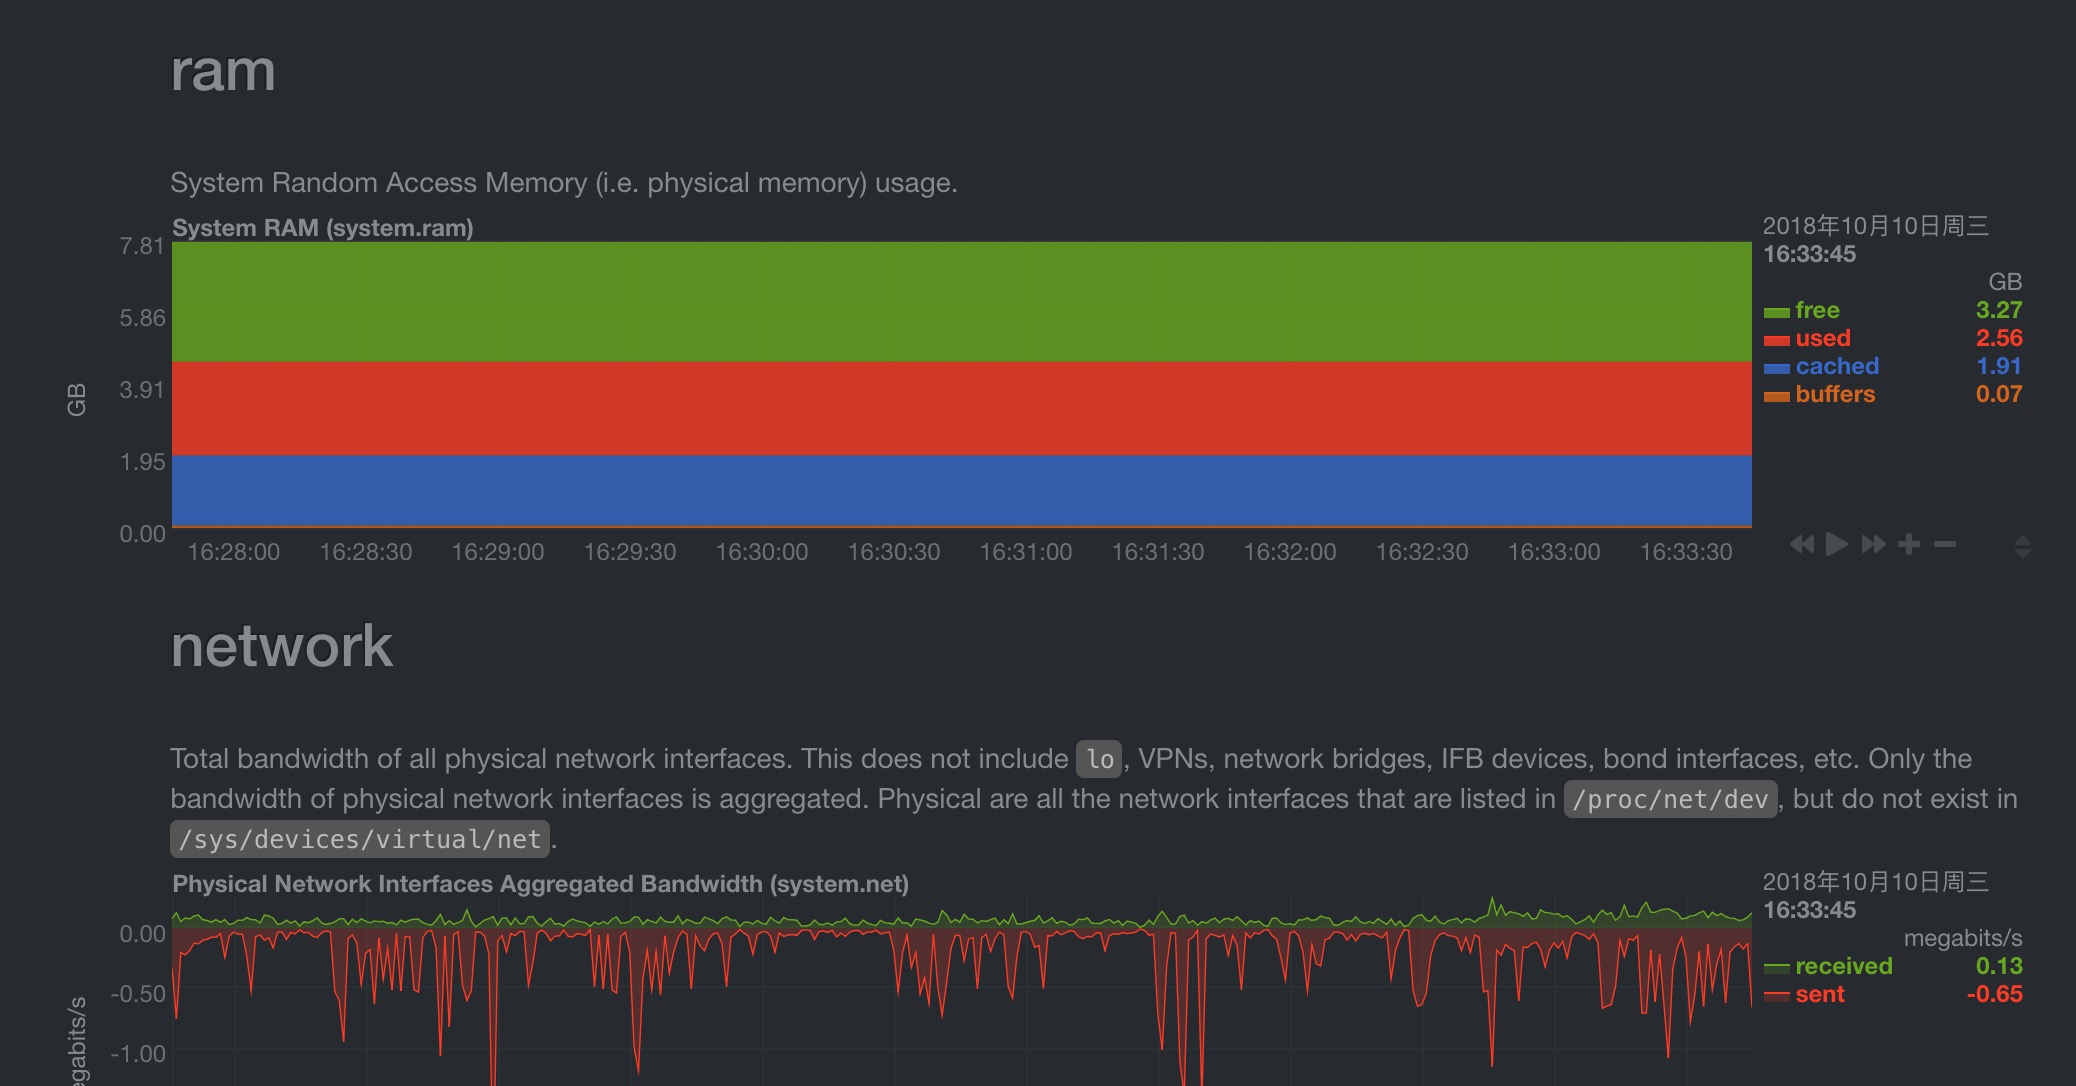 ram
System Random Access Memory (i.e. physical memory) usage.
System RAM (system.ram)
2018年10月10日周三
16:33:45
GB
free 3.27
used 2.56
cached 1.91
buffers 0.07
7.81
5.86
3.91
1.95
0.00
GB
16:28:00 16:28:30 16:29:00 16:29:30 16:30:00 16:30:30 16:31:00 16:31:30 16:32:00 16:32:30 16:33:00 16:33:30
network
Total bandwidth of all physical network interfaces. This does not include lo, VPNs, network bridges, IFB devices, bond interfaces, etc. Only the
bandwidth of physical network interfaces is aggregated. Physical are all the network interfaces that are listed in /proc/net/dev, but do not exist in
/sys/devices/virtual/net.
Physical Network Interfaces Aggregated Bandwidth (system.net)
2018年10月10日周三
16:33:45
megabits/s
received 0.13
sent -0.65
0.00
-0.50
-1.00
egabits/s